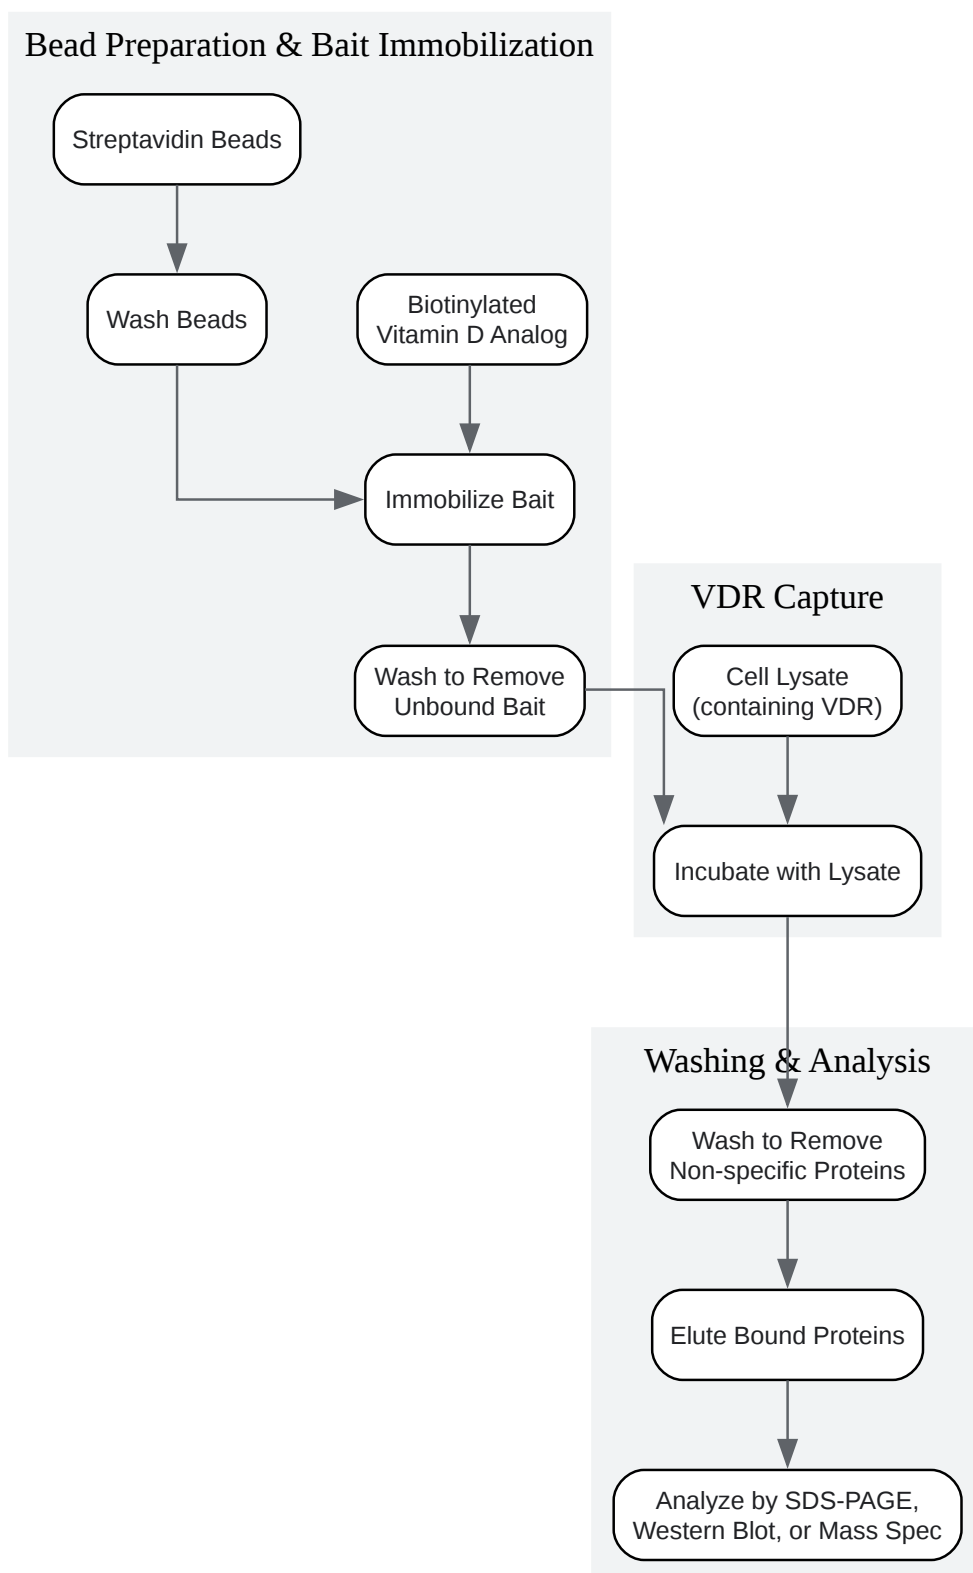 Bead Preparation & Bait Immobilization
Streptavidin Beads
Wash Beads
Biotinylated
Vitamin D Analog
Immobilize Bait
Wash to Remove
Unbound Bait
VDR Capture
Cell Lysate
(containing VDR)
Incubate with Lysate
Washing & Analysis
Wash to Remove
Non-specific Proteins
Elute Bound Proteins
Analyze by SDS-PAGE,
Western Blot, or Mass Spec